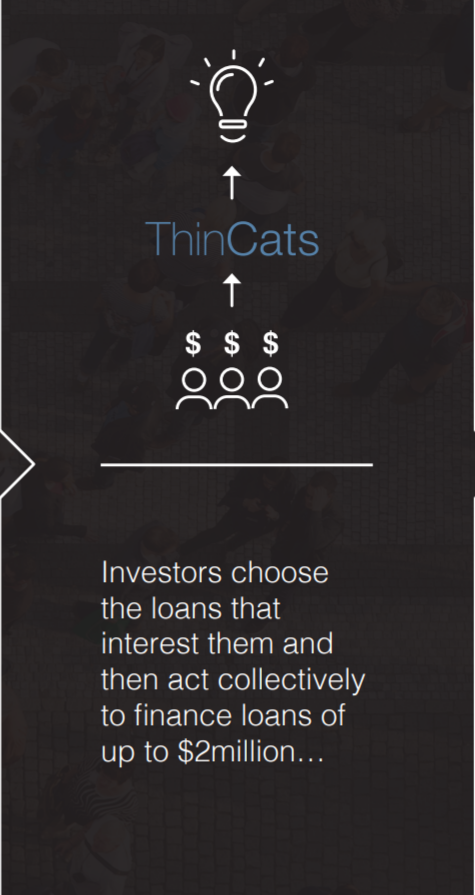 ThinCats
$ $ $
Investors choose
the loans that
interest them and
then act collectively
to finance loans of
up to $2million...